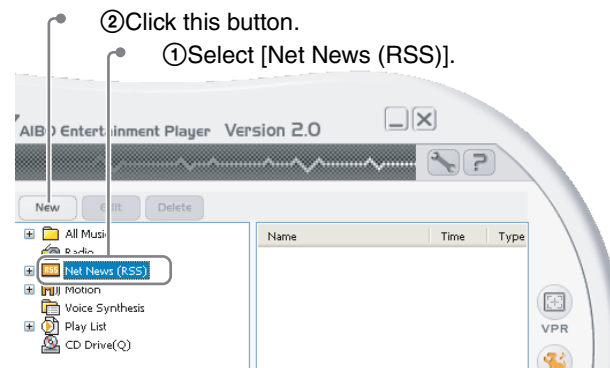 ②Click this button.
①Select [Net News (RSS)].
AIBO Entertainment Player Version 2.0
New Edit Delete
All Music
Name Time Type
Radio
RSS Net News (RSS)
Motion
Voice Synthesis
Play List
CD Drive(Q)
VPR